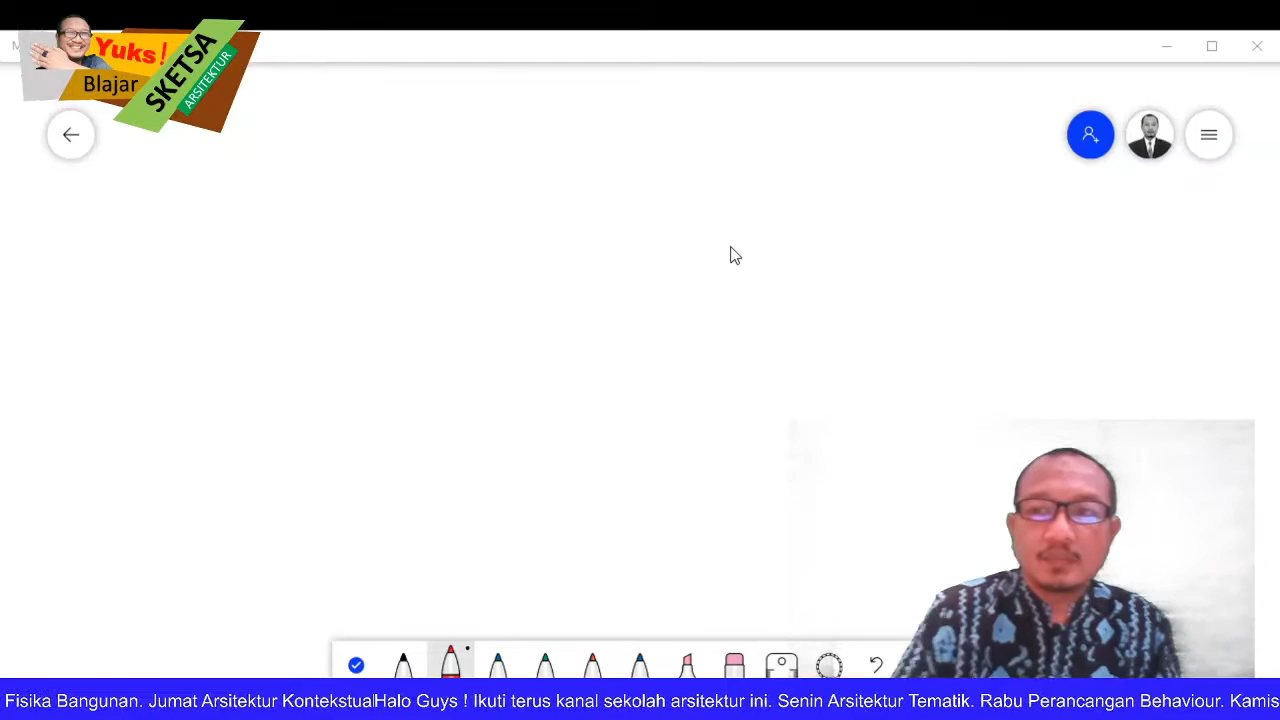 Yuks!
Blajar
SKETSA
ARSITEKTUR
Fisika Bangunan. Jumat Arsitektur KontekstualHalo Guys ! Ikuti terus kanal sekolah arsitektur ini. Senin Arsitektur Tematik. Rabu Perancangan Behaviour. Kamis